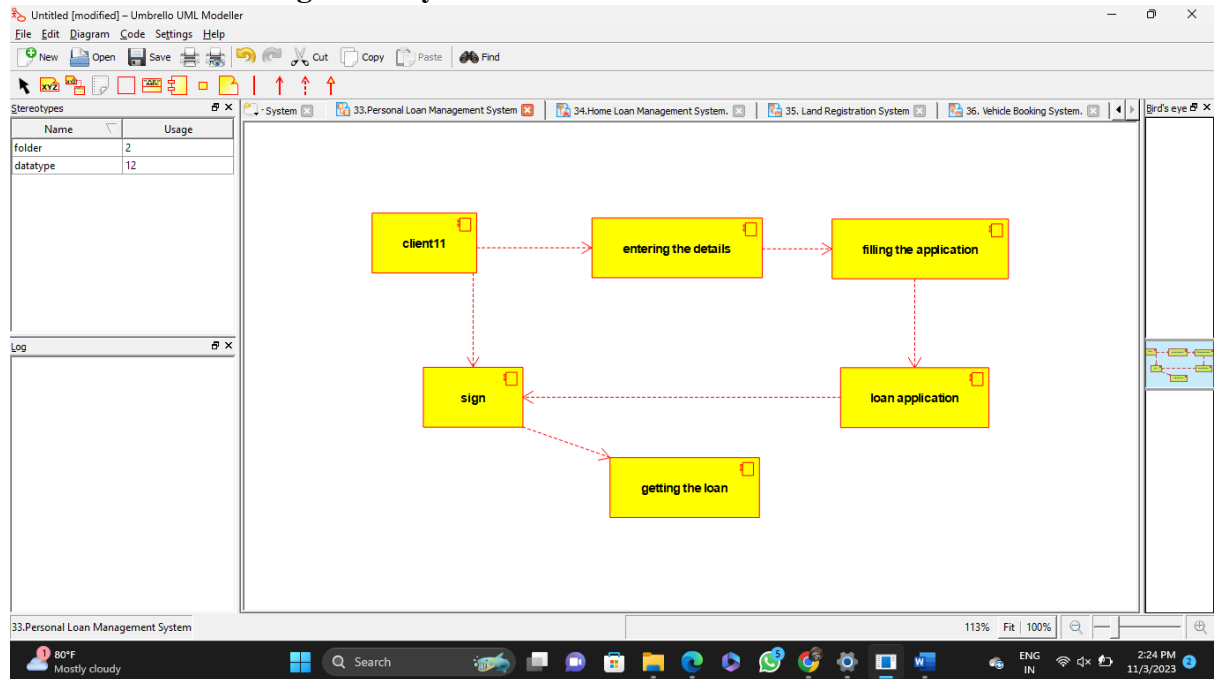 Untitled [modified] – Umbrello UML Modeller
File Edit Diagram Code Settings Help
New Open Save Cut Copy Paste Find
XYZ
Stereotypes
Name Usage
folder 2
datatype 12
Log
- System 33.Personal Loan Management System 34.Home Loan Management System. 35. Land Registration System 36. Vehicle Booking System.
Bird's eye
client11
entering the details
filling the application
sign
loan application
getting the loan
33.Personal Loan Management System
113% Fit 100%
1
80°F
Mostly cloudy
Search
ENG
IN
2:24 PM
11/3/2023
2